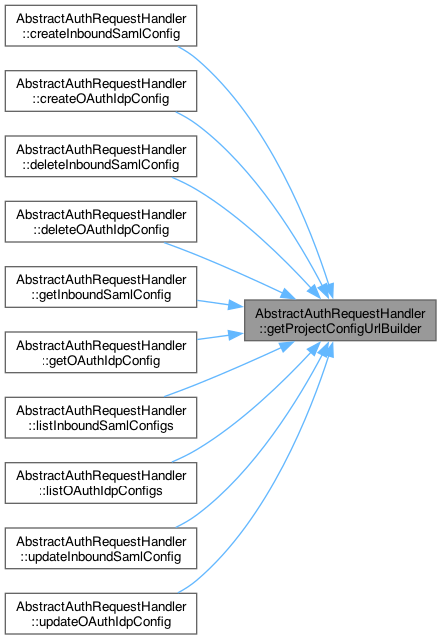 AbstractAuthRequestHandler
::createInboundSamlConfig
AbstractAuthRequestHandler
::createOAuthIdpConfig
AbstractAuthRequestHandler
::deleteInboundSamlConfig
AbstractAuthRequestHandler
::deleteOAuthIdpConfig
AbstractAuthRequestHandler
::getInboundSamlConfig
AbstractAuthRequestHandler
::getProjectConfigUrlBuilder
AbstractAuthRequestHandler
::getOAuthIdpConfig
AbstractAuthRequestHandler
::listInboundSamlConfigs
AbstractAuthRequestHandler
::listOAuthIdpConfigs
AbstractAuthRequestHandler
::updateInboundSamlConfig
AbstractAuthRequestHandler
::updateOAuthIdpConfig